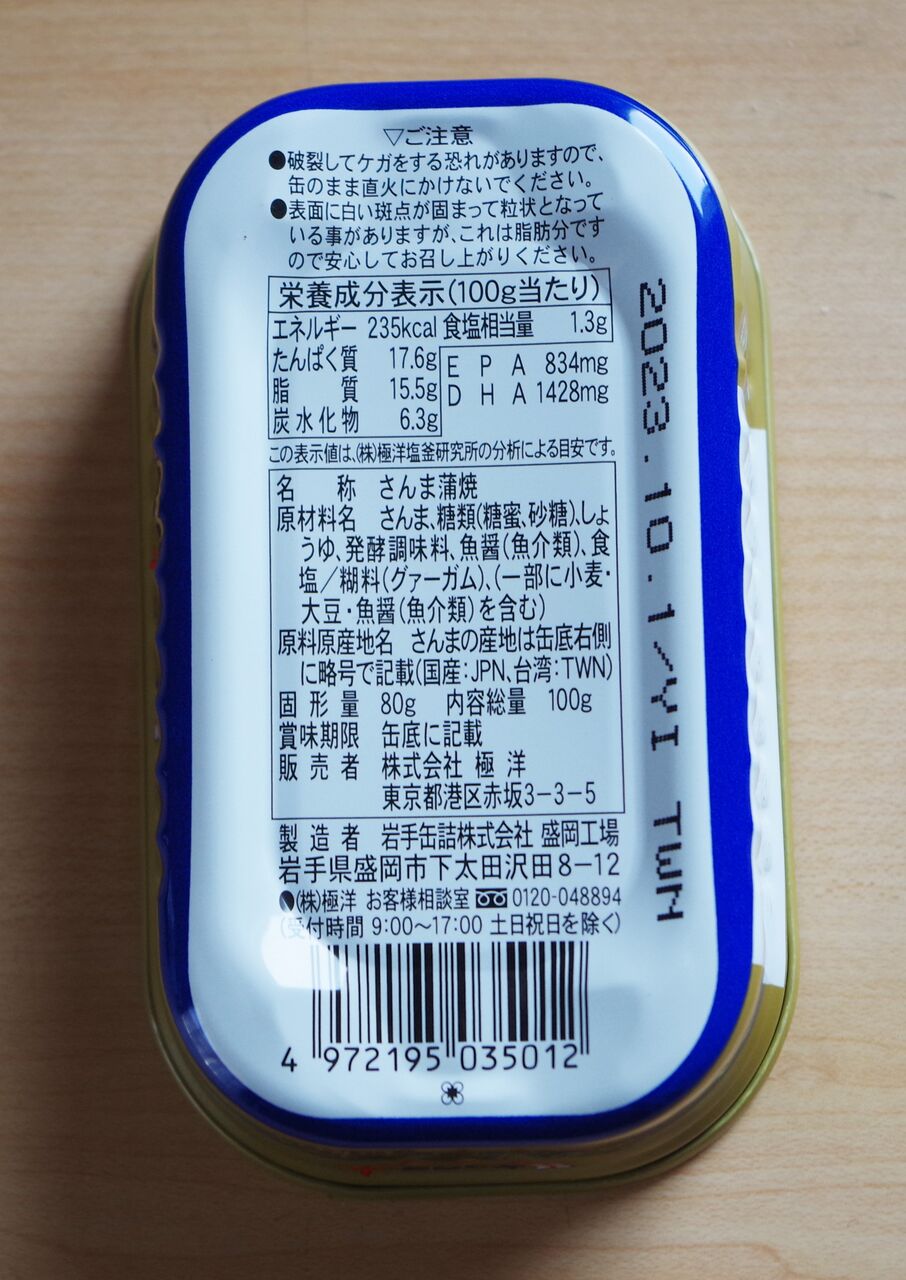 ▽ご注意
●破裂してケガをする恐れがありますので、
缶のまま直火にかけないでください。
●表面に白い斑点が固まって粒状となって
いる事がありますが、これは脂肪分です
ので安心してお召し上がりください。
栄養成分表示(100g当たり)
エネルギー 235kcal 食塩相当量 1.3g
たんぱく質 17.6g EPA 834mg
脂質 15.5g DHA 1428mg
炭水化物 6.3g
この表示値は、(株)極洋塩釜研究所の分析による目安です。
名称 さんま蒲焼
原材料名 さんま、糖類(糖蜜、砂糖)、しょ
うゆ、発酵調味料、魚醤(魚介類)、食
塩/糊料(グァーガム)、(一部に小麦・
大豆・魚醤(魚介類)を含む)
原料原産地名 さんまの産地は缶底右側
に略号で記載(国産:JPN、台湾:TWN)
固形量 80g 内容総量 100g
賞味期限 缶底に記載
販売者 株式会社 極洋
東京都港区赤坂3-3-5
製造者 岩手缶詰株式会社 盛岡工場
岩手県盛岡市下太田沢田8-12
●(株)極洋 お客様相談室 0120-048894
(受付時間 9:00〜17:00 土日祝日を除く)
4 972195 035012
2023.10.1/YI TWN